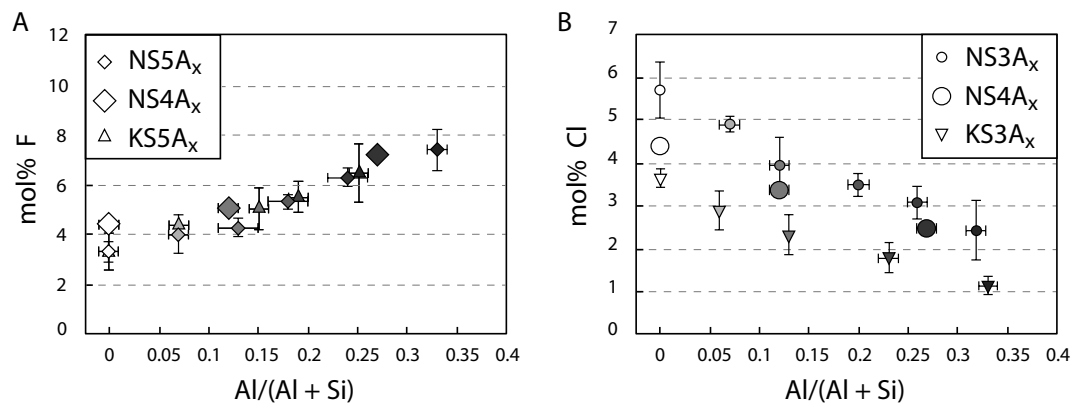 A
12
10
8
6
4
2
0
mol% F
NS5Aₓ
NS4Aₓ
KS5Aₓ
0 0.05 0.1 0.15 0.2 0.25 0.3 0.35 0.4
Al/(Al + Si)
B
7
6
5
4
3
2
1
0
mol% Cl
NS3Aₓ
NS4Aₓ
KS3Aₓ
0 0.05 0.1 0.15 0.2 0.25 0.3 0.35 0.4
Al/(Al + Si)